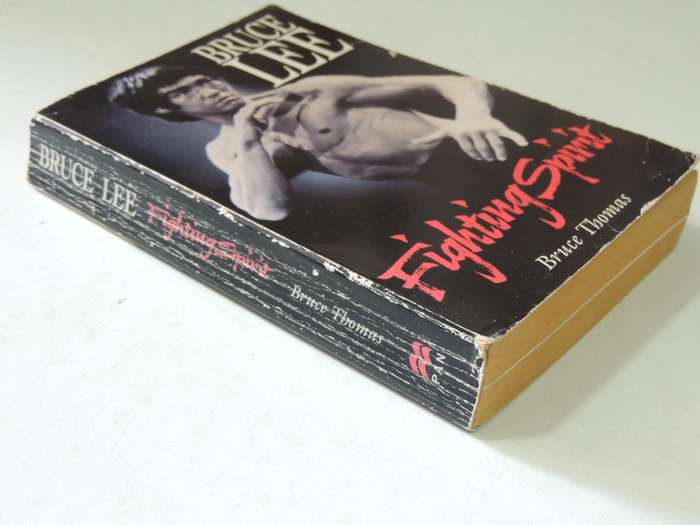 BRUCE
LEE
Fighting Spirit
Bruce Thomas
BRUCE LEE Fighting Spirit Bruce Thomas PAN